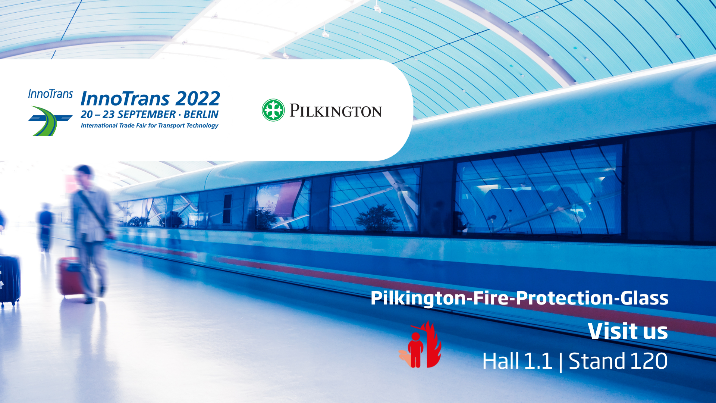 InnoTrans
InnoTrans 2022
20 – 23 SEPTEMBER · BERLIN
International Trade Fair for Transport Technology
PILKINGTON
Pilkington-Fire-Protection-Glass
Visit us
Hall 1.1 | Stand 120